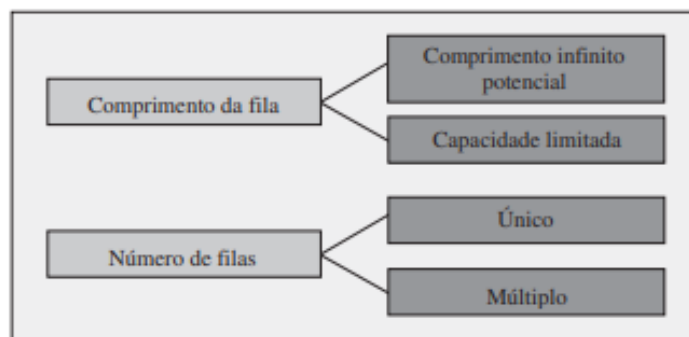 Comprimento da fila
Comprimento infinito
potencial
Capacidade limitada
Número de filas
Único
Múltiplo